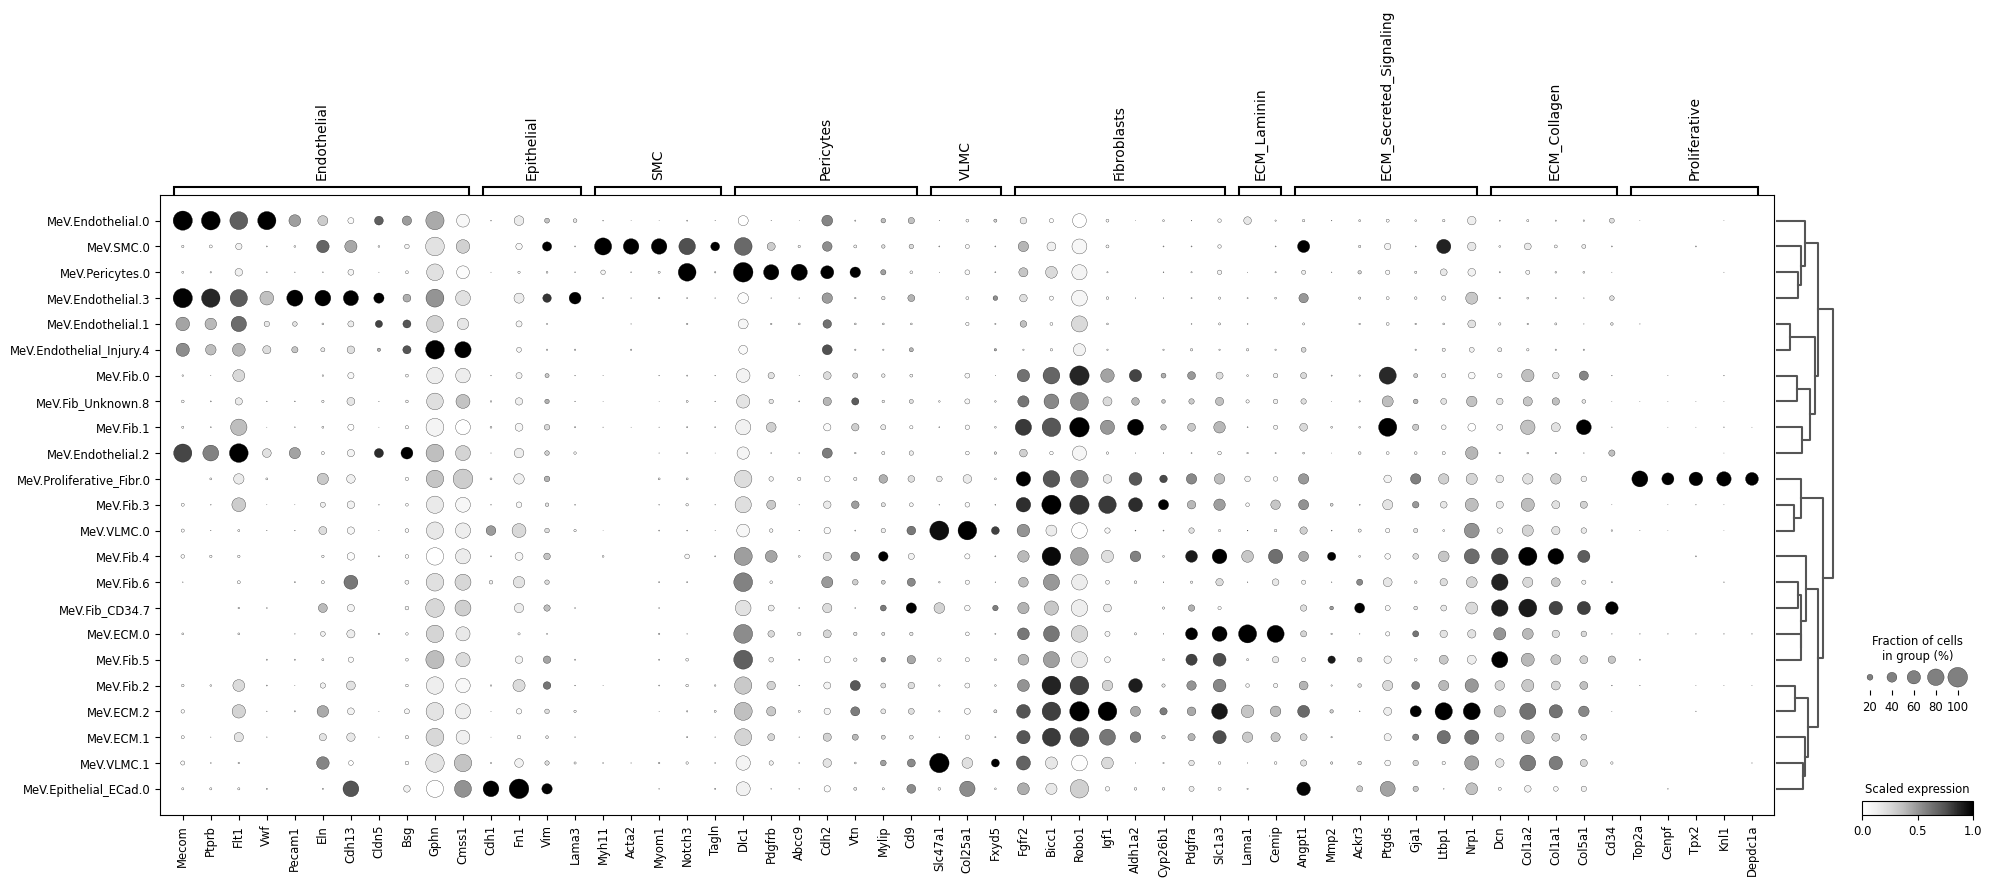 Endothelial
Epithelial
SMC
Pericytes
VLMC
Fibroblasts
ECM_Laminin
ECM_Secreted_Signaling
ECM_Collagen
Proliferative
MeV.Endothelial.0
MeV.SMC.0
MeV.Pericytes.0
MeV.Endothelial.3
MeV.Endothelial.1
MeV.Endothelial_Injury.4
MeV.Fib.0
MeV.Fib_Unknown.8
MeV.Fib.1
MeV.Endothelial.2
MeV.Proliferative_Fibr.0
MeV.Fib.3
MeV.VLMC.0
MeV.Fib.4
MeV.Fib.6
MeV.Fib_CD34.7
MeV.ECM.0
MeV.Fib.5
MeV.Fib.2
MeV.ECM.2
MeV.ECM.1
MeV.VLMC.1
MeV.Epithelial_ECad.0
Mecom
Ptprb
Flt1
Vwf
Pecam1
Eln
Cdh13
Cldn5
Bsg
Gphn
Cmss1
Cdh1
Fn1
Vim
Lama3
Myh11
Acta2
Myom1
Notch3
Tagln
Dlc1
Pdgfrb
Abcc9
Cdh2
Vtn
Mylip
Cd9
Slc47a1
Col25a1
Fxyd5
Fgfr2
Bicc1
Robo1
Igf1
Aldh1a2
Cyp26b1
Pdgfra
Slc1a3
Lama1
Cemip
Angpt1
Mmp2
Ackr3
Ptgds
Gja1
Ltbp1
Nrp1
Dcn
Col1a2
Col1a1
Col5a1
Cd34
Top2a
Cenpf
Tpx2
Knl1
Depdc1a
Fraction of cells
in group (%)
20 40 60 80 100
Scaled expression
0.0 0.5 1.0